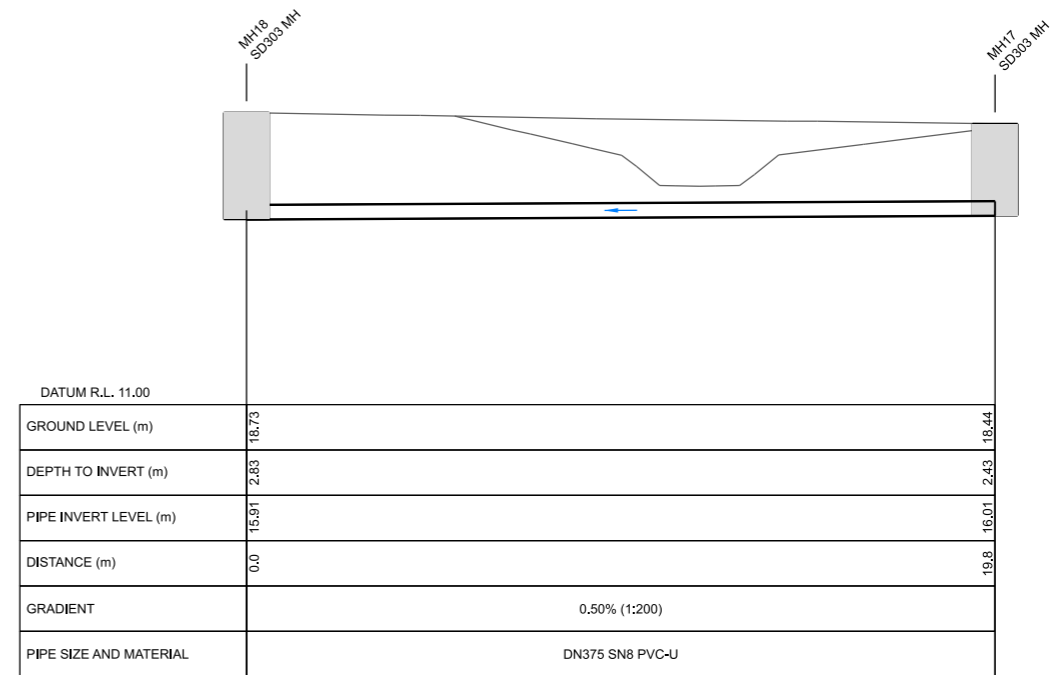 MH18
SD303 MH
MH17
SD303 MH
DATUM R.L. 11.00
GROUND LEVEL (m) 18.73 18.44
DEPTH TO INVERT (m) 2.83 2.43
PIPE INVERT LEVEL (m) 15.91 16.01
DISTANCE (m) 0.0 19.8
GRADIENT 0.50% (1:200)
PIPE SIZE AND MATERIAL DN375 SN8 PVC-U